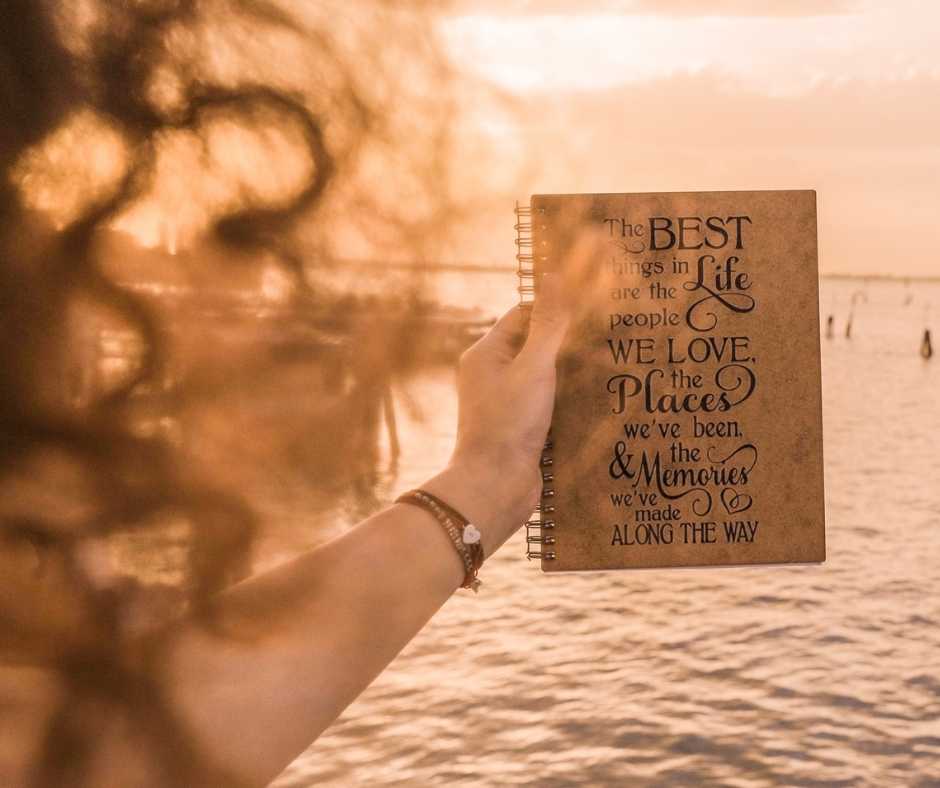 The BEST
things in Life
are the
people
WE LOVE,
the
Places
we've been,
the
& Memories
we've
made
ALONG THE WAY